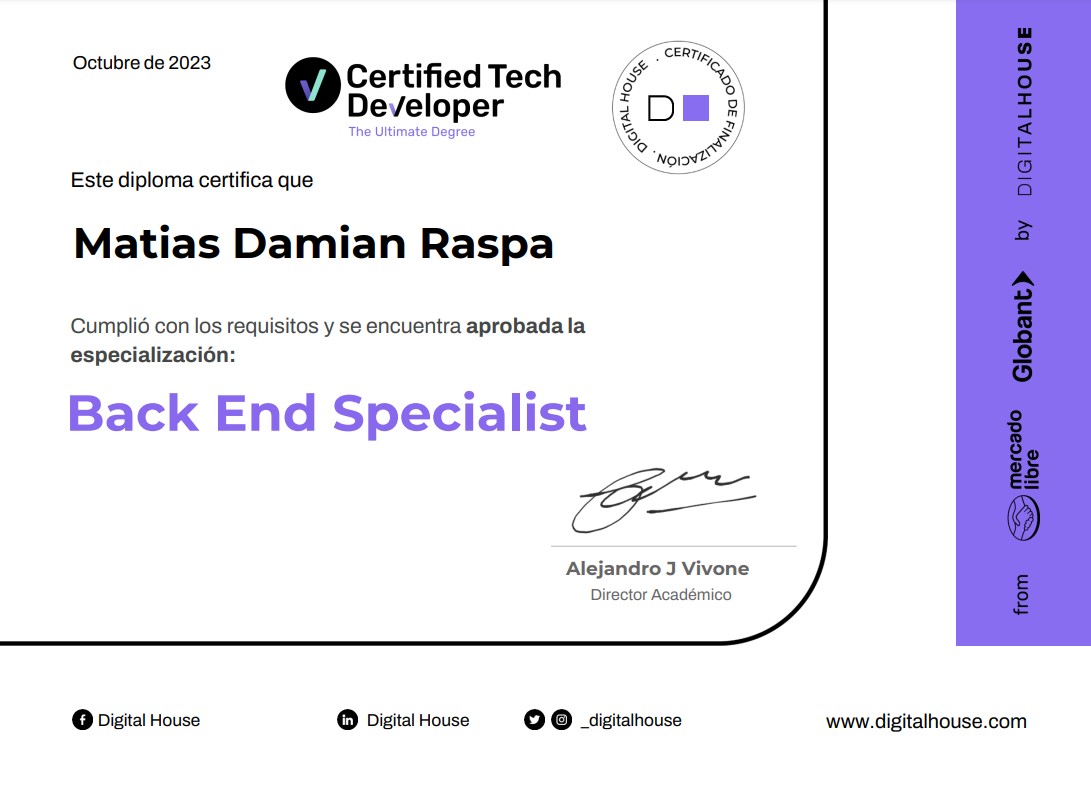 Octubre de 2023
Certified Tech
Developer
The Ultimate Degree
DIGITAL HOUSE · CERTIFICADO DE FINALIZACIÓN ·
Este diploma certifica que
Matias Damian Raspa
Cumplió con los requisitos y se encuentra aprobada la
especialización:
Back End Specialist
Alejandro J Vivone
Director Académico
from
mercado
libre
Globant
by
DIGITALHOUSE
Digital House
Digital House
_digitalhouse
www.digitalhouse.com